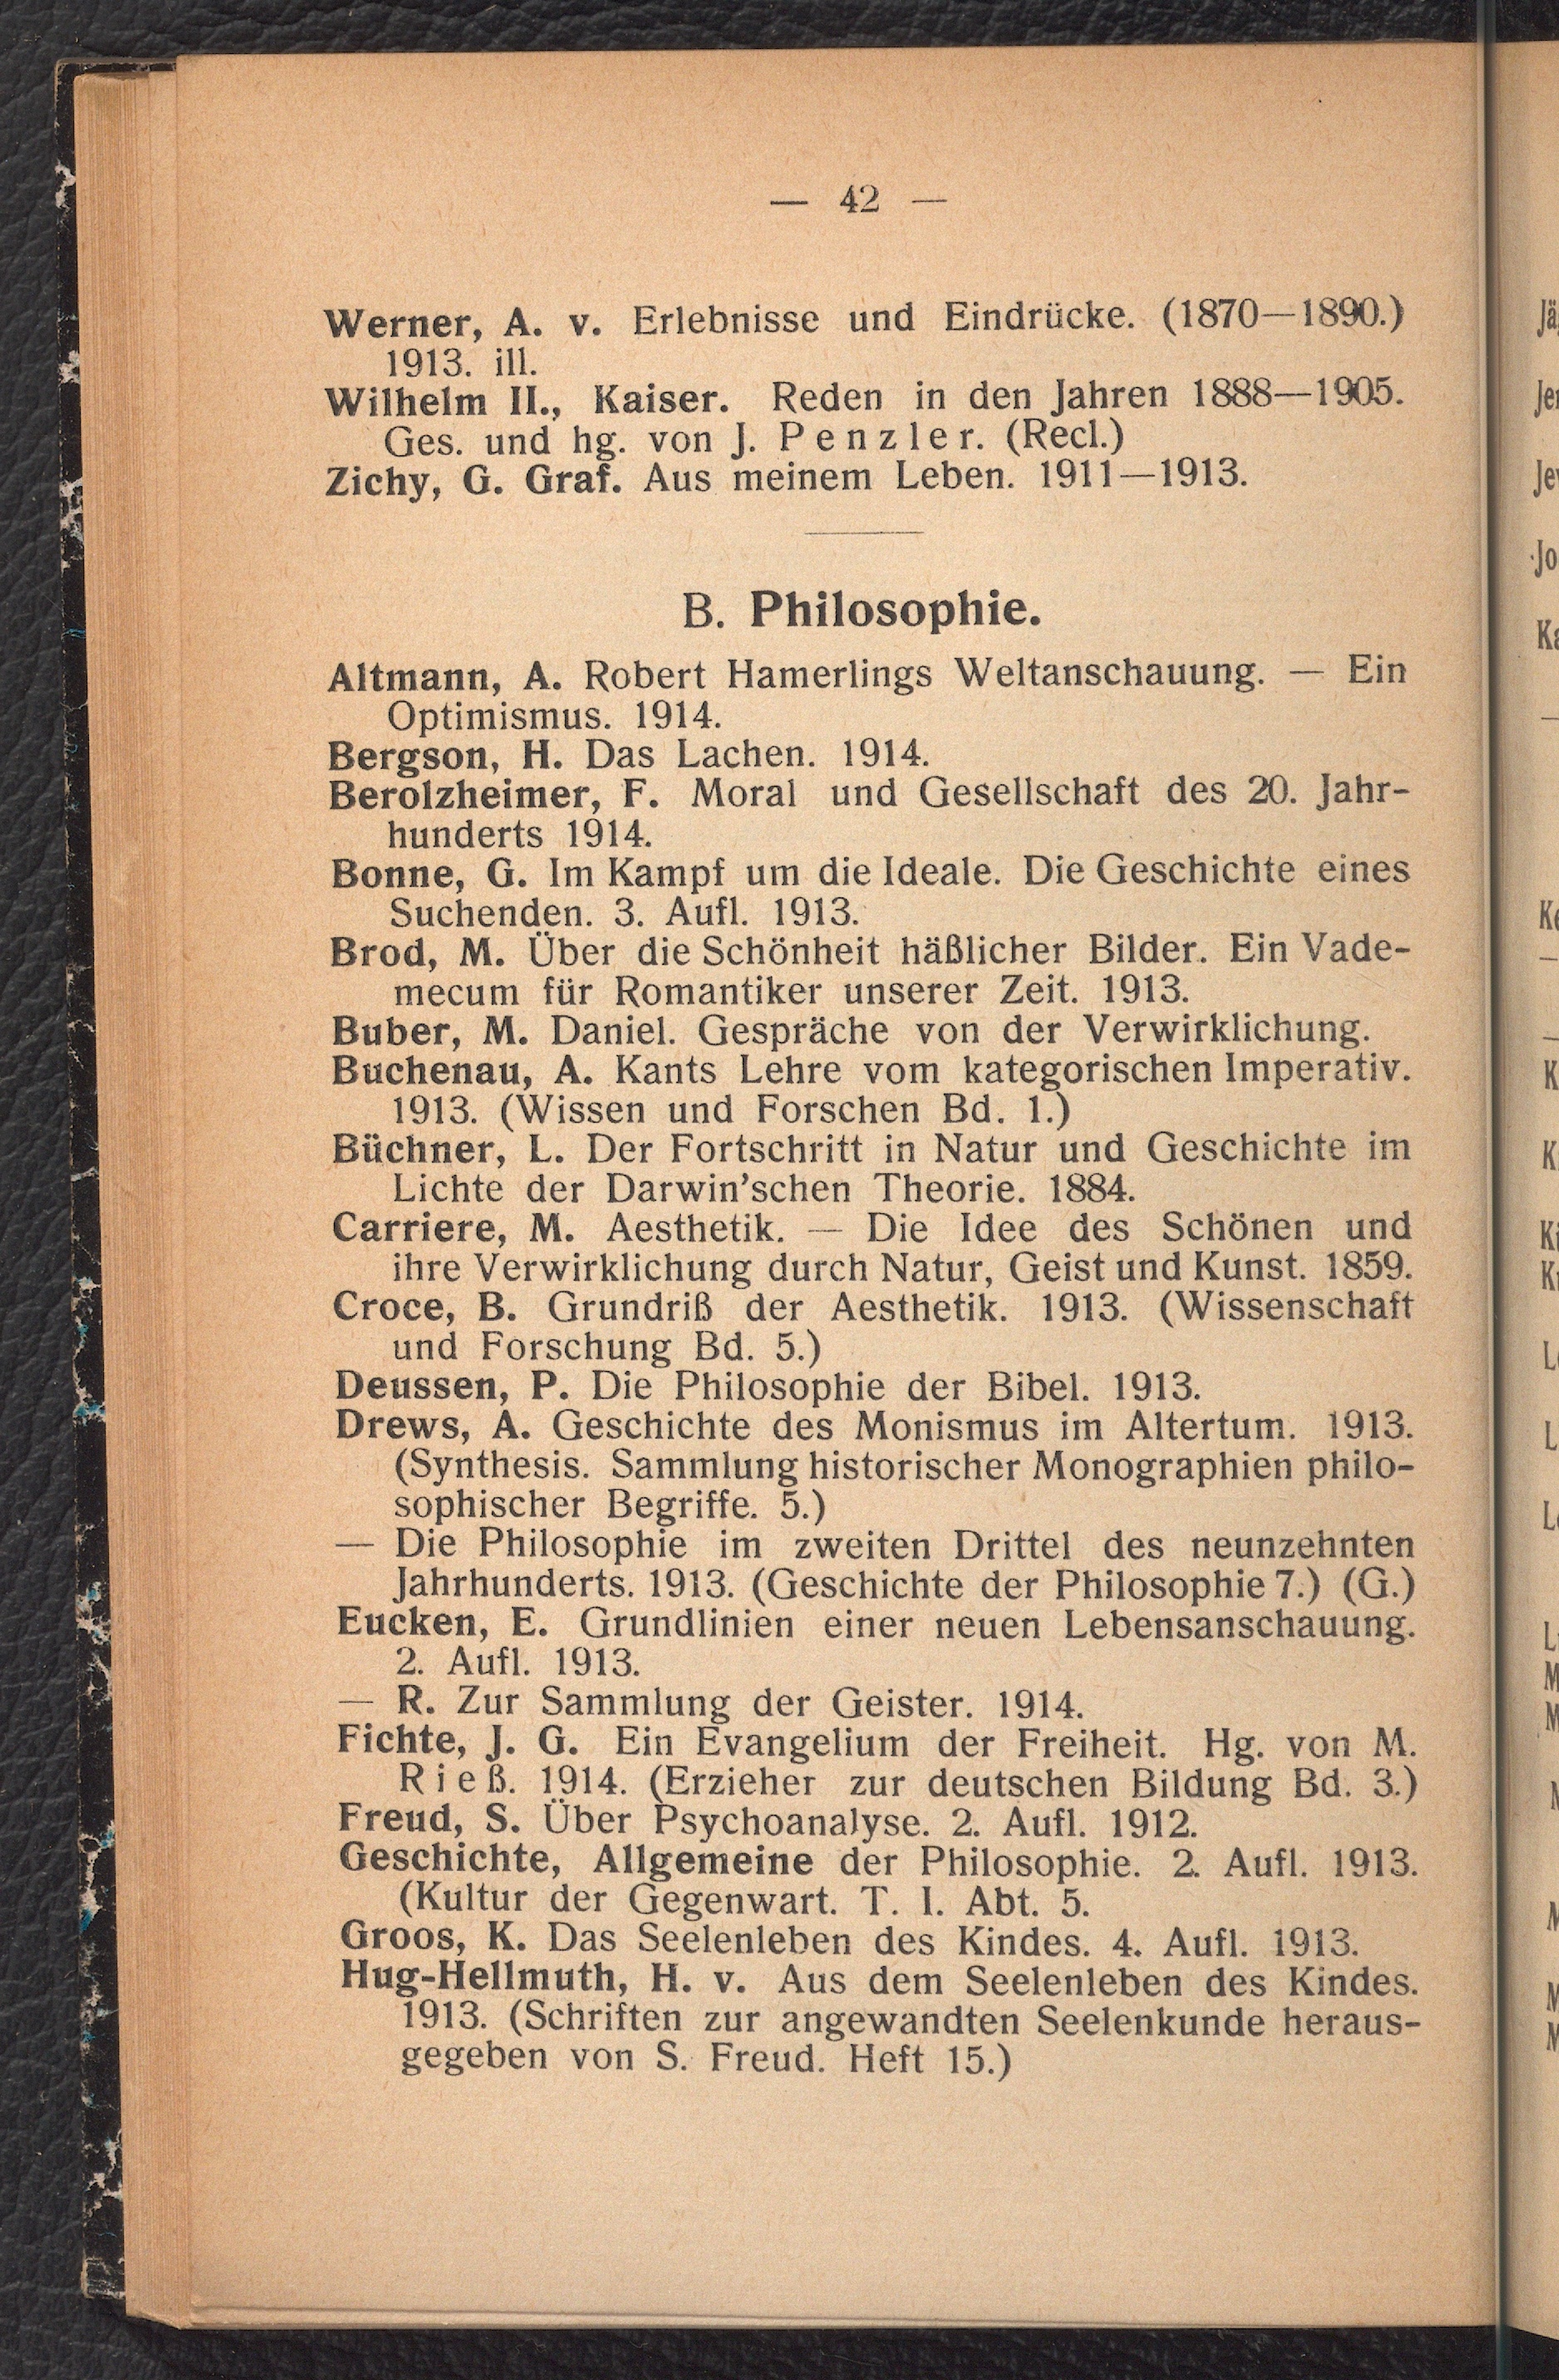 — 42 —
Werner, A. v. Erlebnisse und Eindrücke. (1870—1890.)
1913. ill.
Wilhelm II., Kaiser. Reden in den Jahren 1888—1905.
Ges. und hg. von J. Penzler. (Recl.)
Zichy, G. Graf. Aus meinem Leben. 1911—1913.
B. Philosophie.
Altmann, A. Robert Hamerlings Weltanschauung. — Ein
Optimismus. 1914.
Bergson, H. Das Lachen. 1914.
Berolzheimer, F. Moral und Gesellschaft des 20. Jahr-
hunderts 1914.
Bonne, G. Im Kampf um die Ideale. Die Geschichte eines
Suchenden. 3. Aufl. 1913.
Brod, M. Über die Schönheit häßlicher Bilder. Ein Vade-
mecum für Romantiker unserer Zeit. 1913.
Buber, M. Daniel. Gespräche von der Verwirklichung.
Buchenau, A. Kants Lehre vom kategorischen Imperativ.
1913. (Wissen und Forschen Bd. 1.)
Büchner, L. Der Fortschritt in Natur und Geschichte im
Lichte der Darwin'schen Theorie. 1884.
Carriere, M. Aesthetik. — Die Idee des Schönen und
ihre Verwirklichung durch Natur, Geist und Kunst. 1859.
Croce, B. Grundriß der Aesthetik. 1913. (Wissenschaft
und Forschung Bd. 5.)
Deussen, P. Die Philosophie der Bibel. 1913.
Drews, A. Geschichte des Monismus im Altertum. 1913.
(Synthesis. Sammlung historischer Monographien philo-
sophischer Begriffe. 5.)
— Die Philosophie im zweiten Drittel des neunzehnten
Jahrhunderts. 1913. (Geschichte der Philosophie 7.) (G.)
Eucken, E. Grundlinien einer neuen Lebensanschauung.
2. Aufl. 1913.
— R. Zur Sammlung der Geister. 1914.
Fichte, J. G. Ein Evangelium der Freiheit. Hg. von M.
Rieß. 1914. (Erzieher zur deutschen Bildung Bd. 3.)
Freud, S. Über Psychoanalyse. 2. Aufl. 1912.
Geschichte, Allgemeine der Philosophie. 2. Aufl. 1913.
(Kultur der Gegenwart. T. I. Abt. 5.
Groos, K. Das Seelenleben des Kindes. 4. Aufl. 1913.
Hug-Hellmuth, H. v. Aus dem Seelenleben des Kindes.
1913. (Schriften zur angewandten Seelenkunde heraus-
gegeben von S. Freud. Heft 15.)